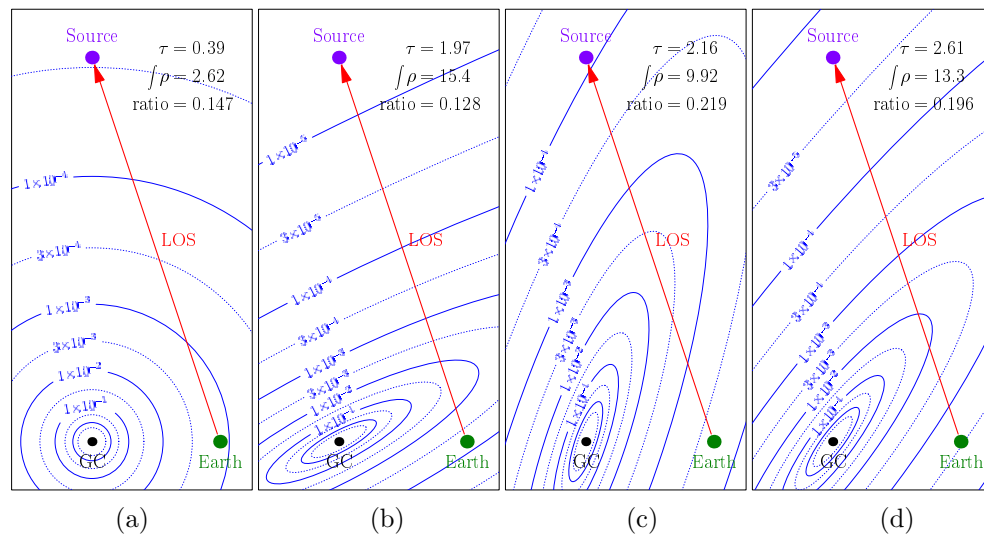 Source
τ = 0.39
∫ρ = 2.62
ratio = 0.147
1×10⁻⁴
LOS
3×10⁻⁴
1×10⁻³
3×10⁻³
1×10⁻²
1×10⁻¹
GC
Earth
(a)
Source
τ = 1.97
∫ρ = 15.4
ratio = 0.128
1×10⁻⁵
3×10⁻⁵
LOS
1×10⁻⁴
3×10⁻⁴
1×10⁻³
3×10⁻³
1×10⁻²
1×10⁻¹
GC
Earth
(b)
Source
τ = 2.16
∫ρ = 9.92
ratio = 0.219
1×10⁻⁴
LOS
3×10⁻⁴
1×10⁻³
3×10⁻³
1×10⁻²
1×10⁻¹
GC
Earth
(c)
Source
τ = 2.61
∫ρ = 13.3
ratio = 0.196
3×10⁻⁵
1×10⁻⁴
LOS
3×10⁻⁴
1×10⁻³
3×10⁻³
1×10⁻²
1×10⁻¹
GC
Earth
(d)